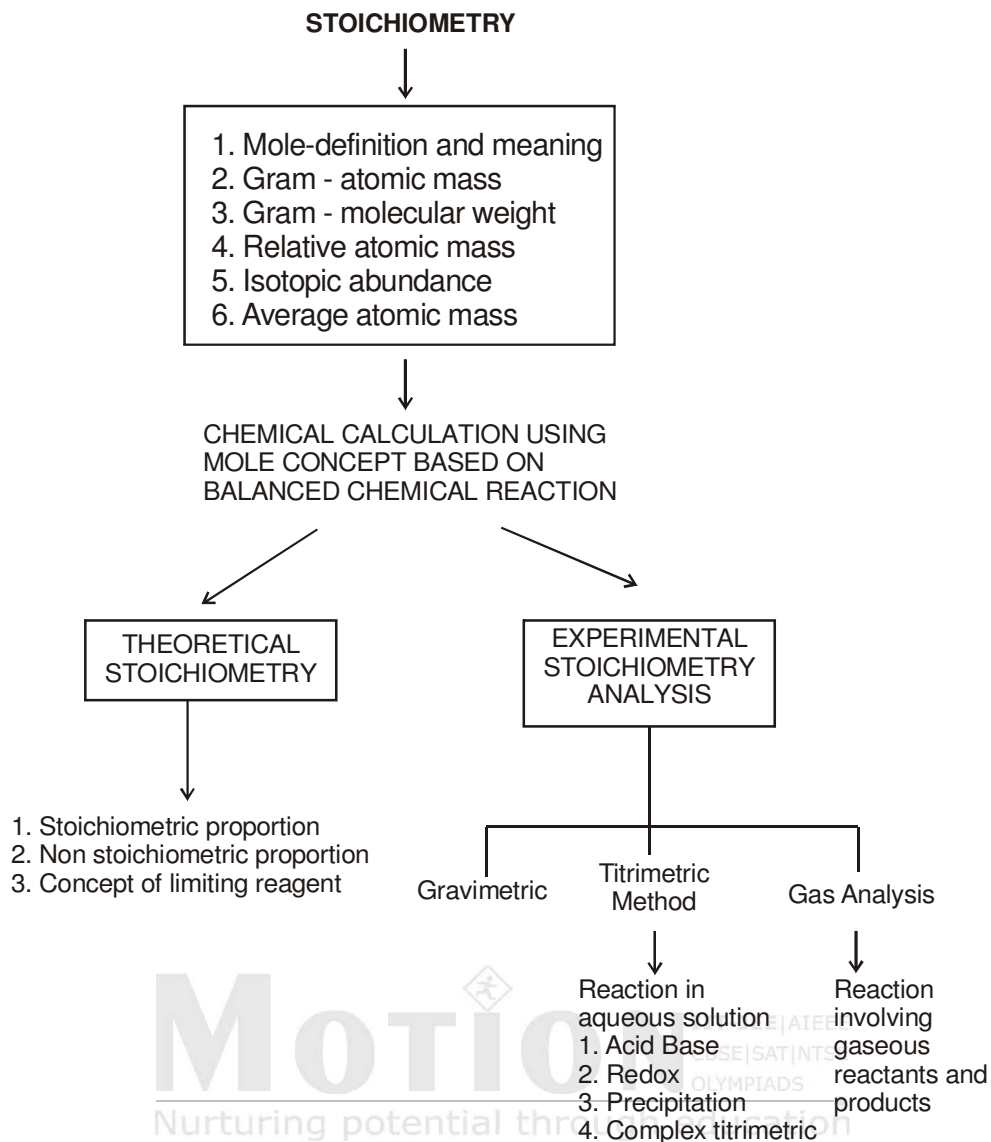 STOICHIOMETRY
1. Mole-definition and meaning
2. Gram - atomic mass
3. Gram - molecular weight
4. Relative atomic mass
5. Isotopic abundance
6. Average atomic mass
CHEMICAL CALCULATION USING
MOLE CONCEPT BASED ON
BALANCED CHEMICAL REACTION
THEORETICAL
STOICHIOMETRY
1. Stoichiometric proportion
2. Non stoichiometric proportion
3. Concept of limiting reagent
EXPERIMENTAL
STOICHIOMETRY
ANALYSIS
Gravimetric
Titrimetric
Method
Gas Analysis
Reaction in
aqueous solution
1. Acid Base
2. Redox
3. Precipitation
4. Complex titrimetric
Reaction
involving
gaseous
reactants and
products
MOTION
OLYMPIADS
Nurturing potential through education